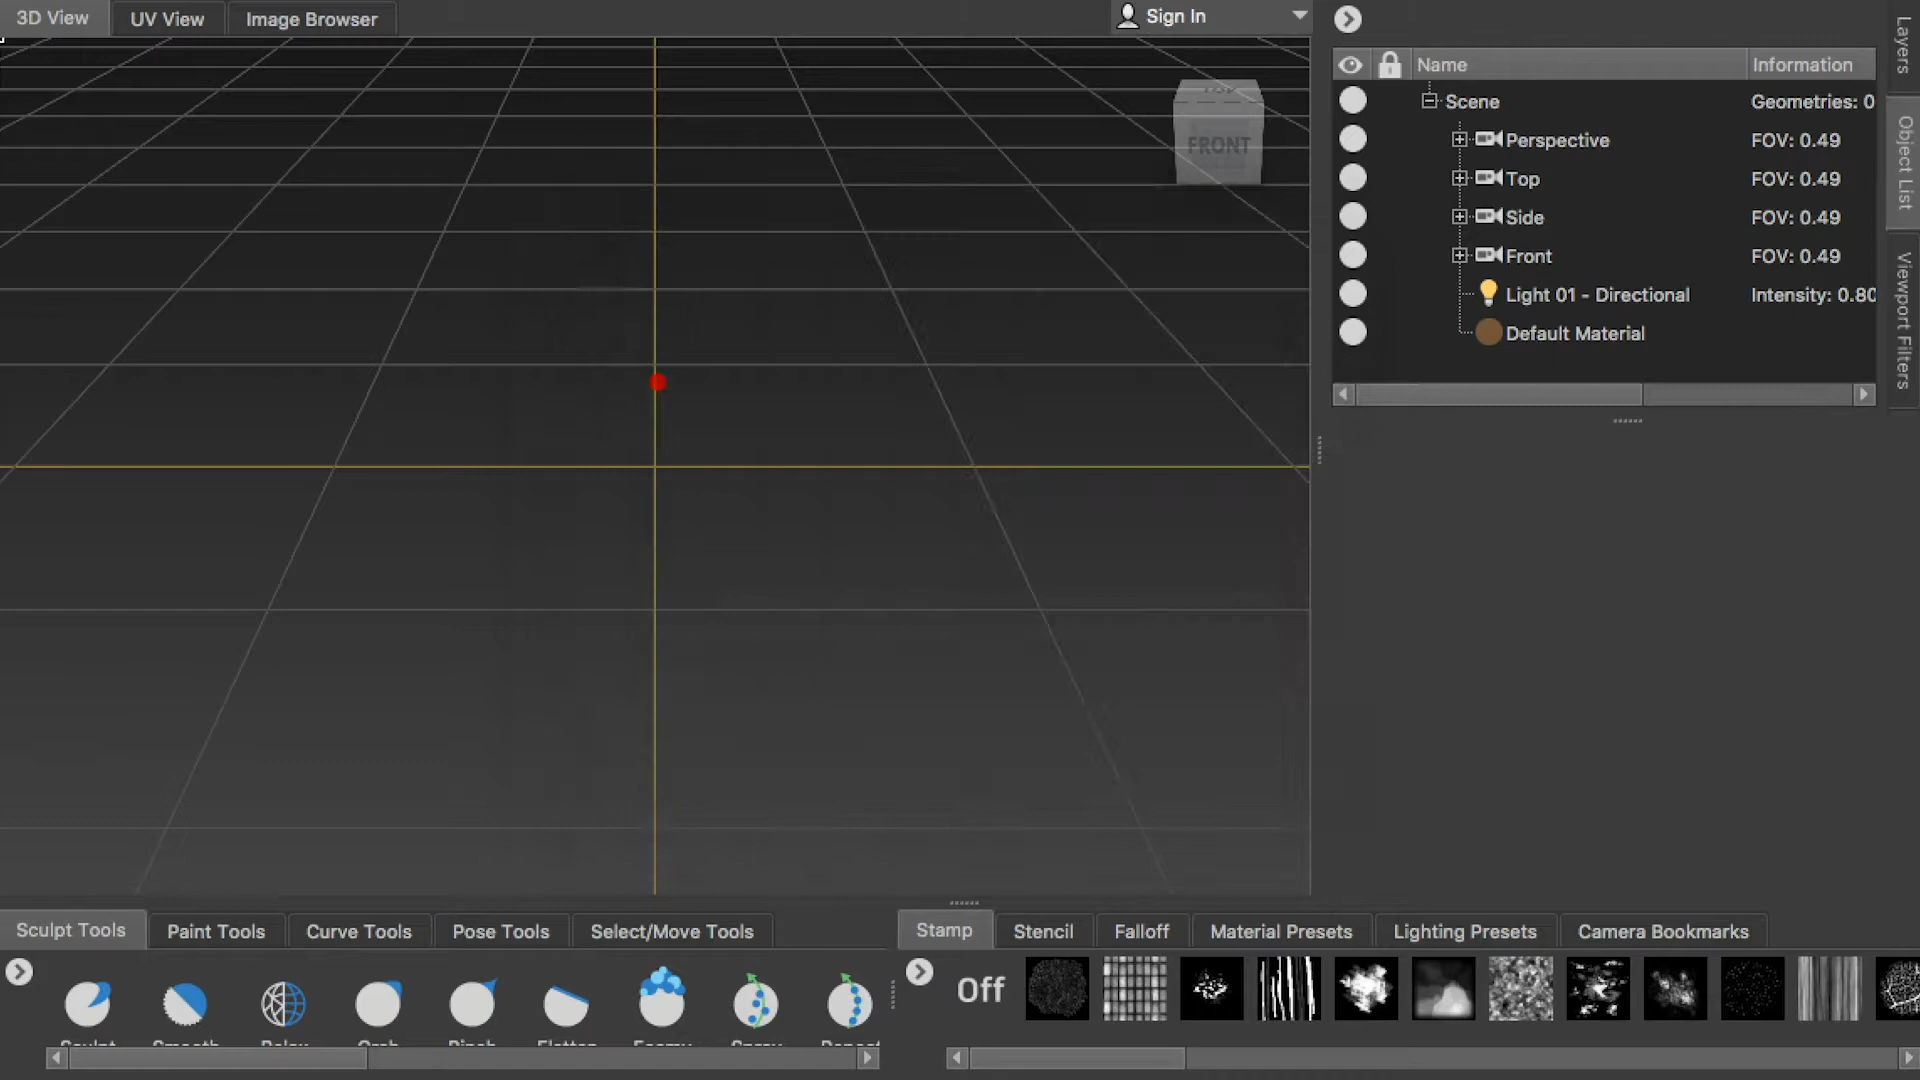 3D View
UV View
Image Browser
Sign In
FRONT
Name
Information
Scene
Geometries: 0
Perspective
FOV: 0.49
Top
FOV: 0.49
Side
FOV: 0.49
Front
FOV: 0.49
Light 01 - Directional
Intensity: 0.80
Default Material
Layers
Object List
Viewport Filters
Sculpt Tools
Paint Tools
Curve Tools
Pose Tools
Select/Move Tools
Stamp
Stencil
Falloff
Material Presets
Lighting Presets
Camera Bookmarks
Off